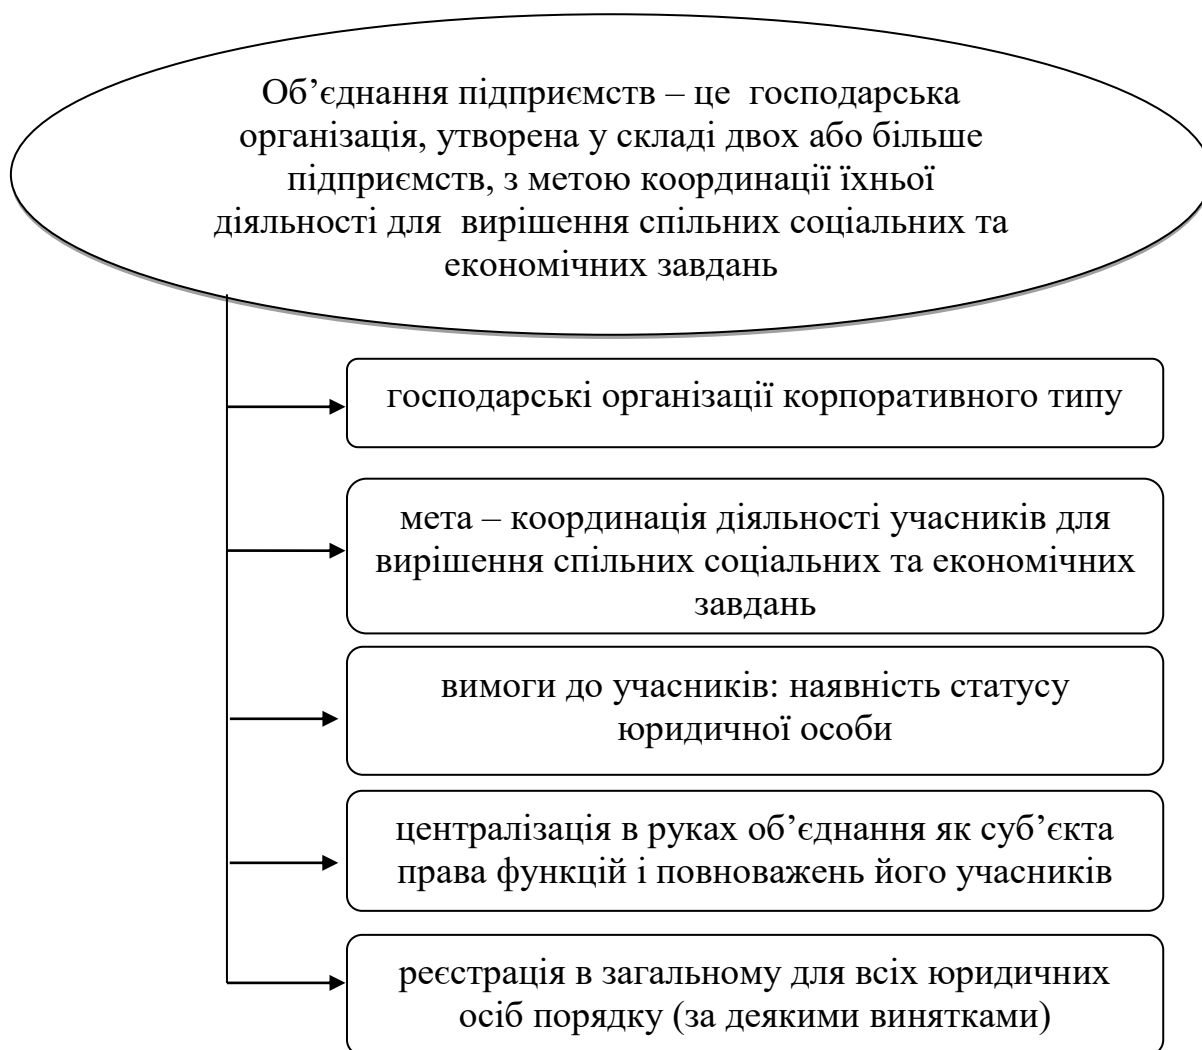 Об’єднання підприємств – це господарська
організація, утворена у складі двох або більше
підприємств, з метою координації їхньої
діяльності для вирішення спільних соціальних та
економічних завдань
господарські організації корпоративного типу
мета – координація діяльності учасників для
вирішення спільних соціальних та економічних
завдань
вимоги до учасників: наявність статусу
юридичної особи
централізація в руках об’єднання як суб’єкта
права функцій і повноважень його учасників
реєстрація в загальному для всіх юридичних
осіб порядку (за деякими винятками)